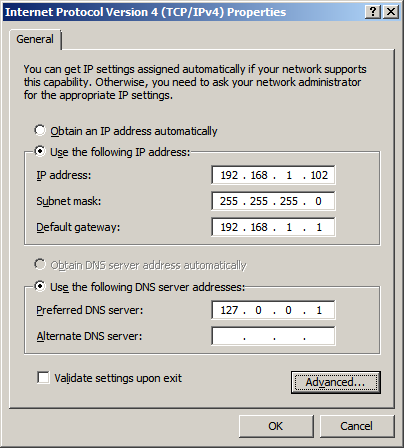 Internet Protocol Version 4 (TCP/IPv4) Properties
General
You can get IP settings assigned automatically if your network supports
this capability. Otherwise, you need to ask your network administrator
for the appropriate IP settings.
Obtain an IP address automatically
Use the following IP address:
IP address: 192 . 168 . 1 . 102
Subnet mask: 255 . 255 . 255 . 0
Default gateway: 192 . 168 . 1 . 1
Obtain DNS server address automatically
Use the following DNS server addresses:
Preferred DNS server: 127 . 0 . 0 . 1
Alternate DNS server: . . .
Validate settings upon exit
Advanced...
OK Cancel